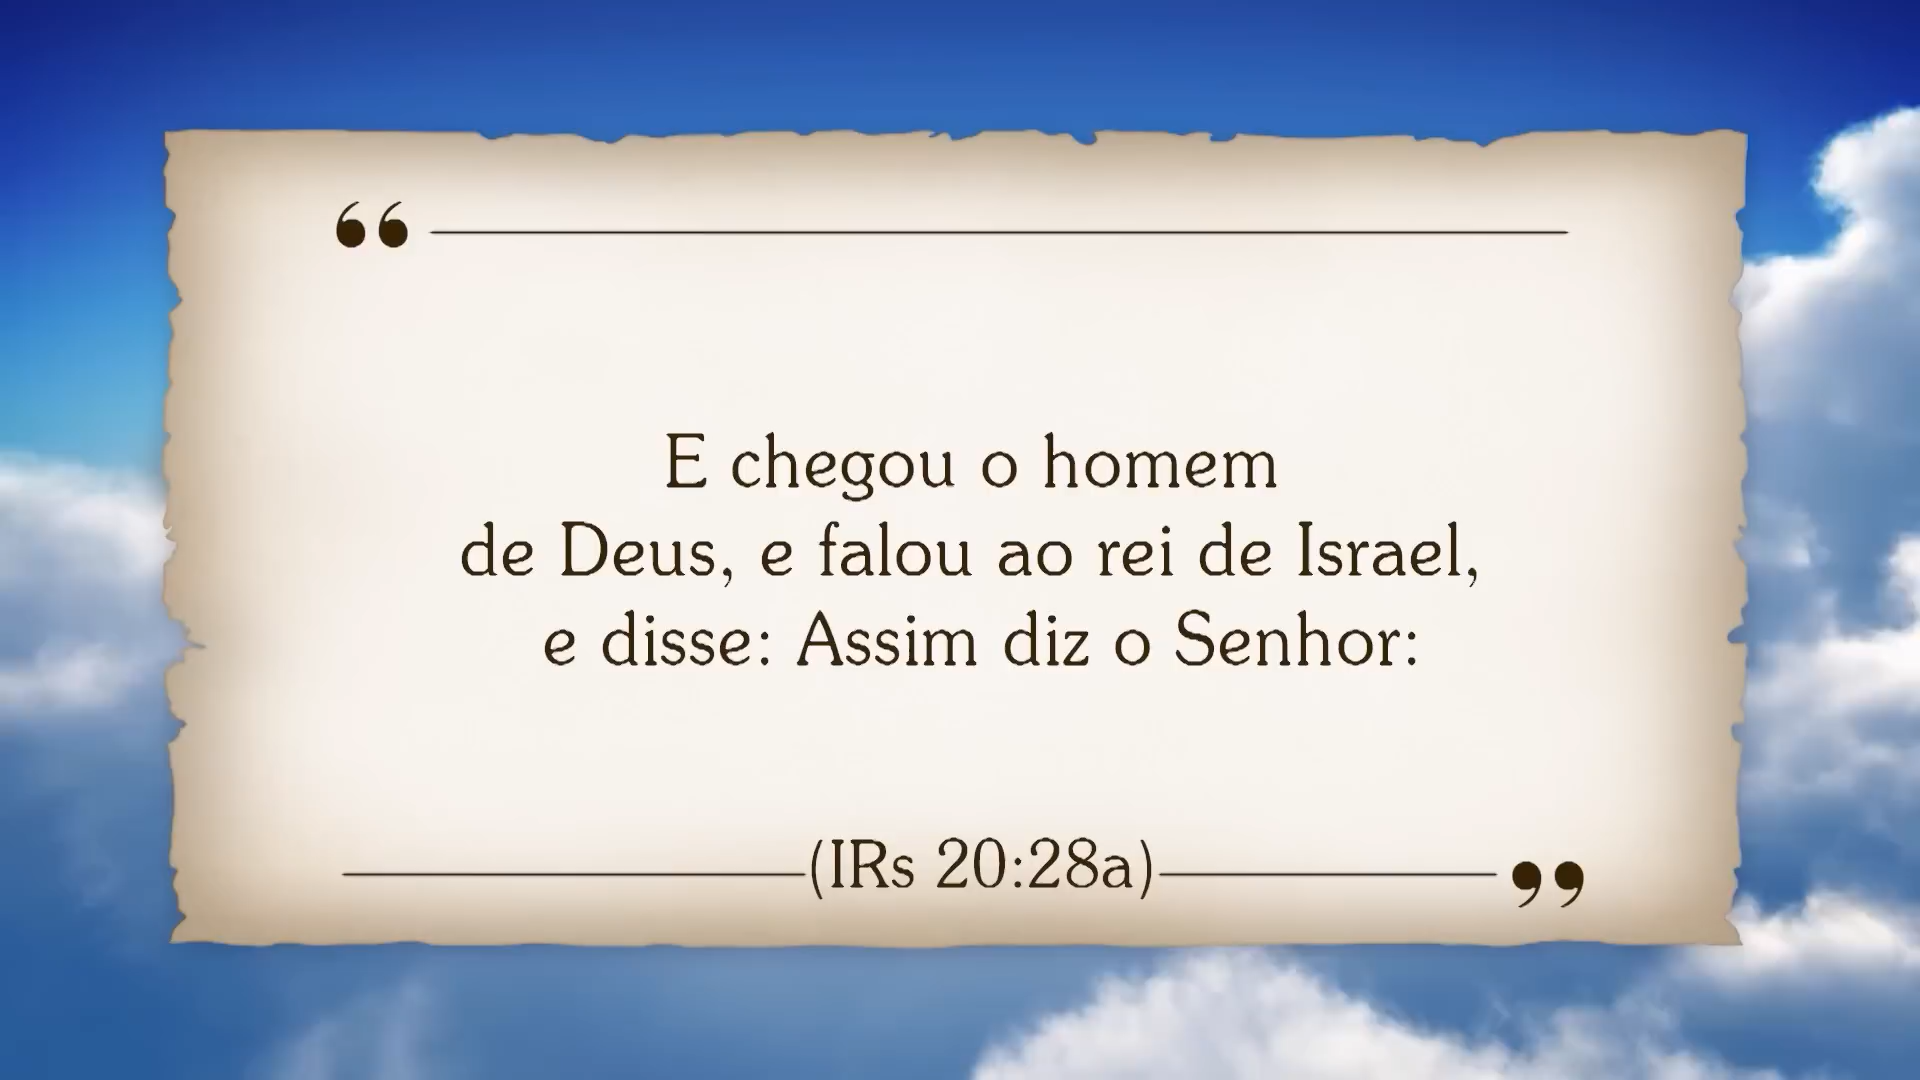 E chegou o homem
de Deus, e falou ao rei de Israel,
e disse: Assim diz o Senhor:
(IRs 20:28a)